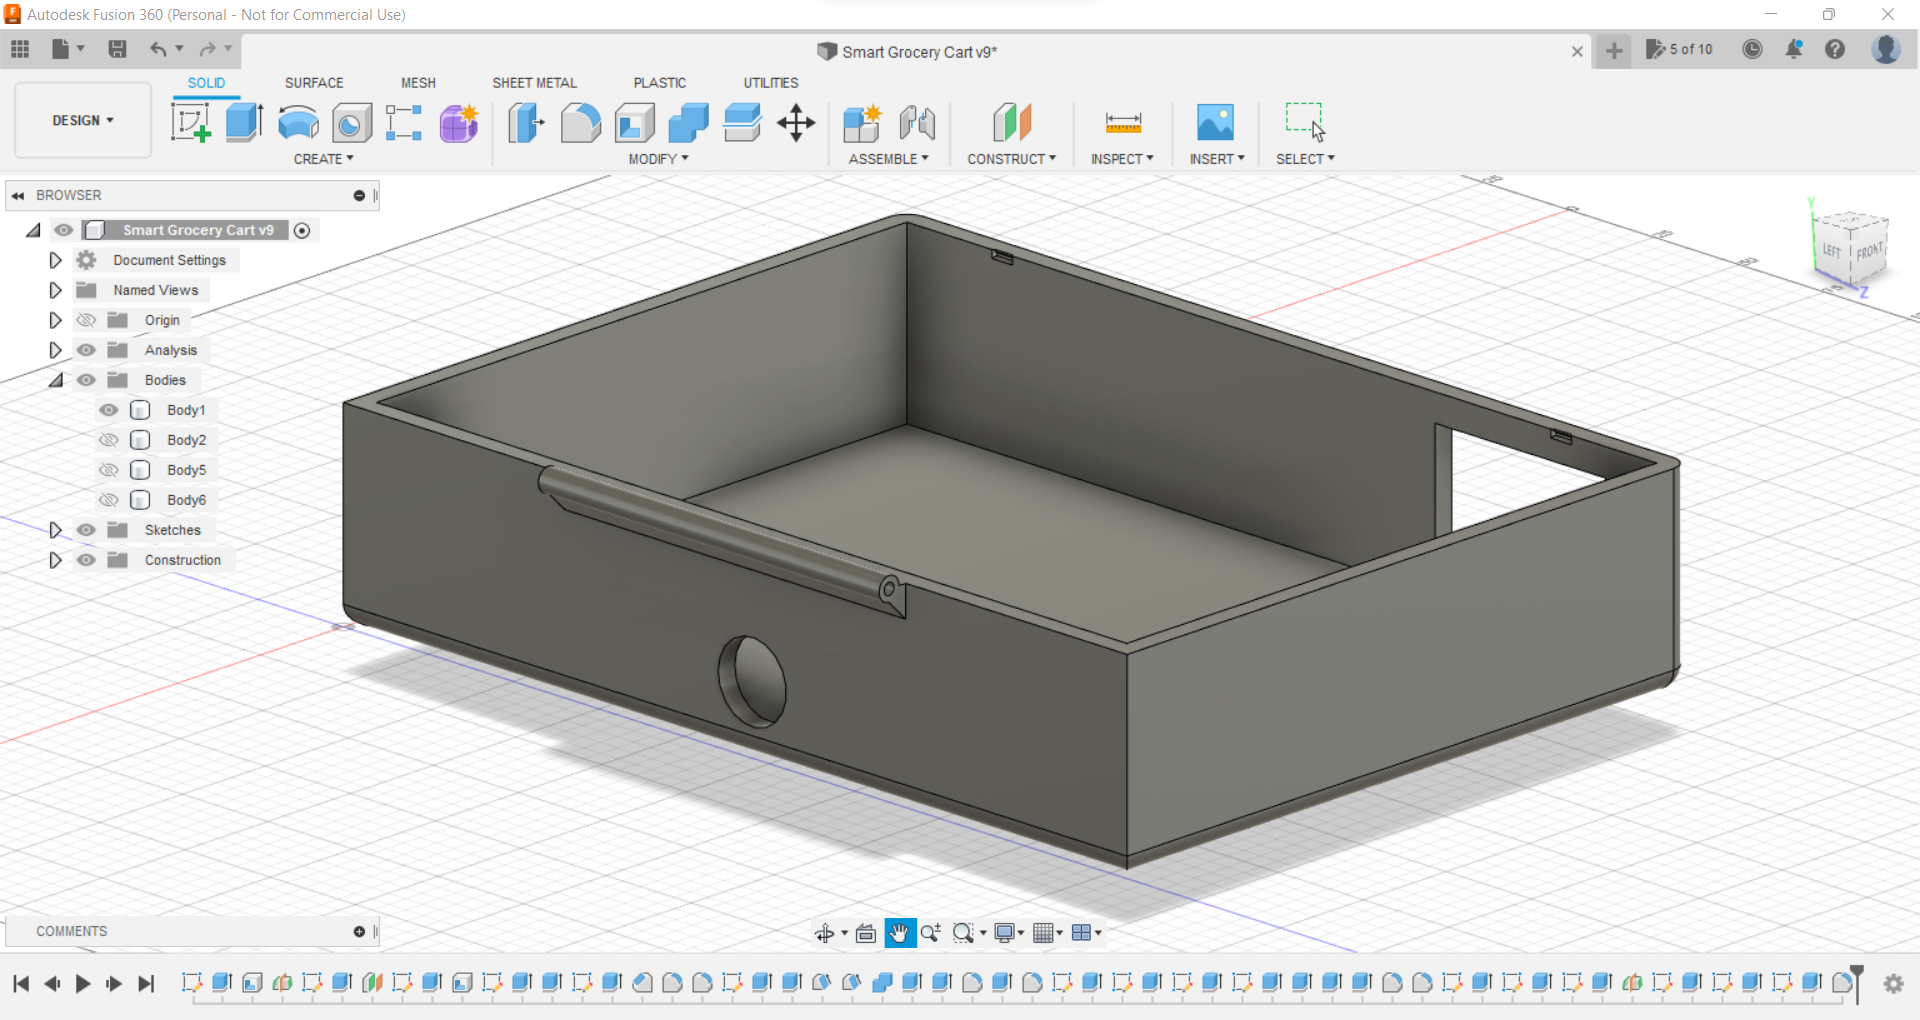 Autodesk Fusion 360 (Personal - Not for Commercial Use)
Smart Grocery Cart v9*
5 of 10
SOLID SURFACE MESH SHEET METAL PLASTIC UTILITIES
DESIGN
CREATE MODIFY ASSEMBLE CONSTRUCT INSPECT INSERT SELECT
BROWSER
Smart Grocery Cart v9
Document Settings
Named Views
Origin
Analysis
Bodies
Body1
Body2
Body5
Body6
Sketches
Construction
Y
LEFT FRONT
Z
COMMENTS